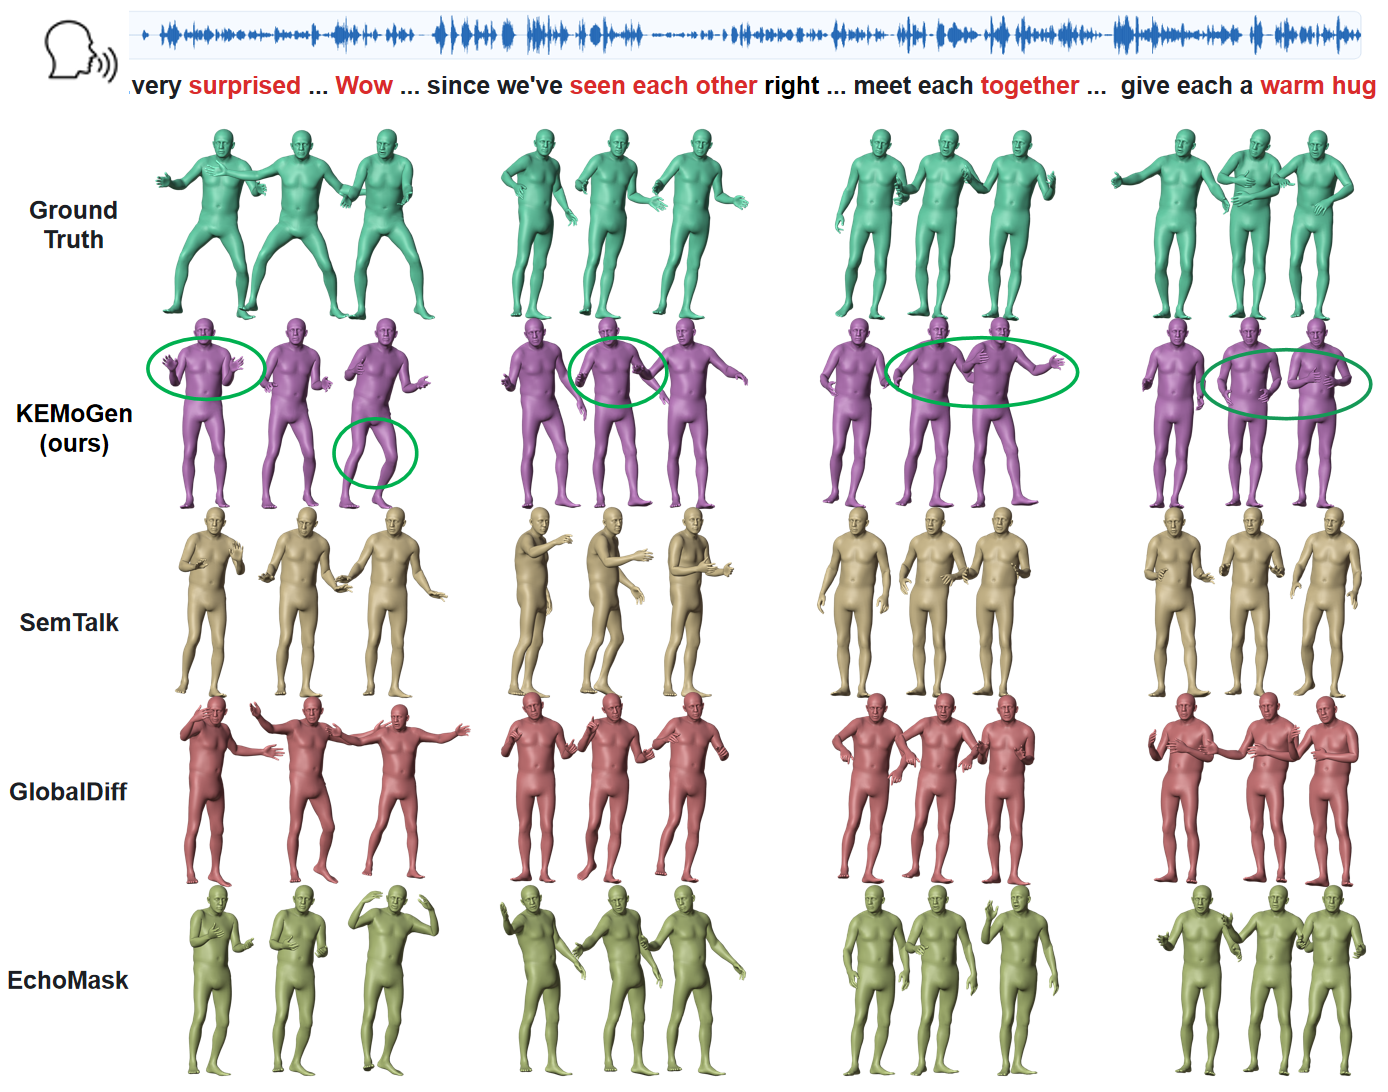 very surprised ... Wow ... since we've seen each other right ... meet each together ... give each a warm hug
Ground
Truth
KEMoGen
(ours)
SemTalk
GlobalDiff
EchoMask